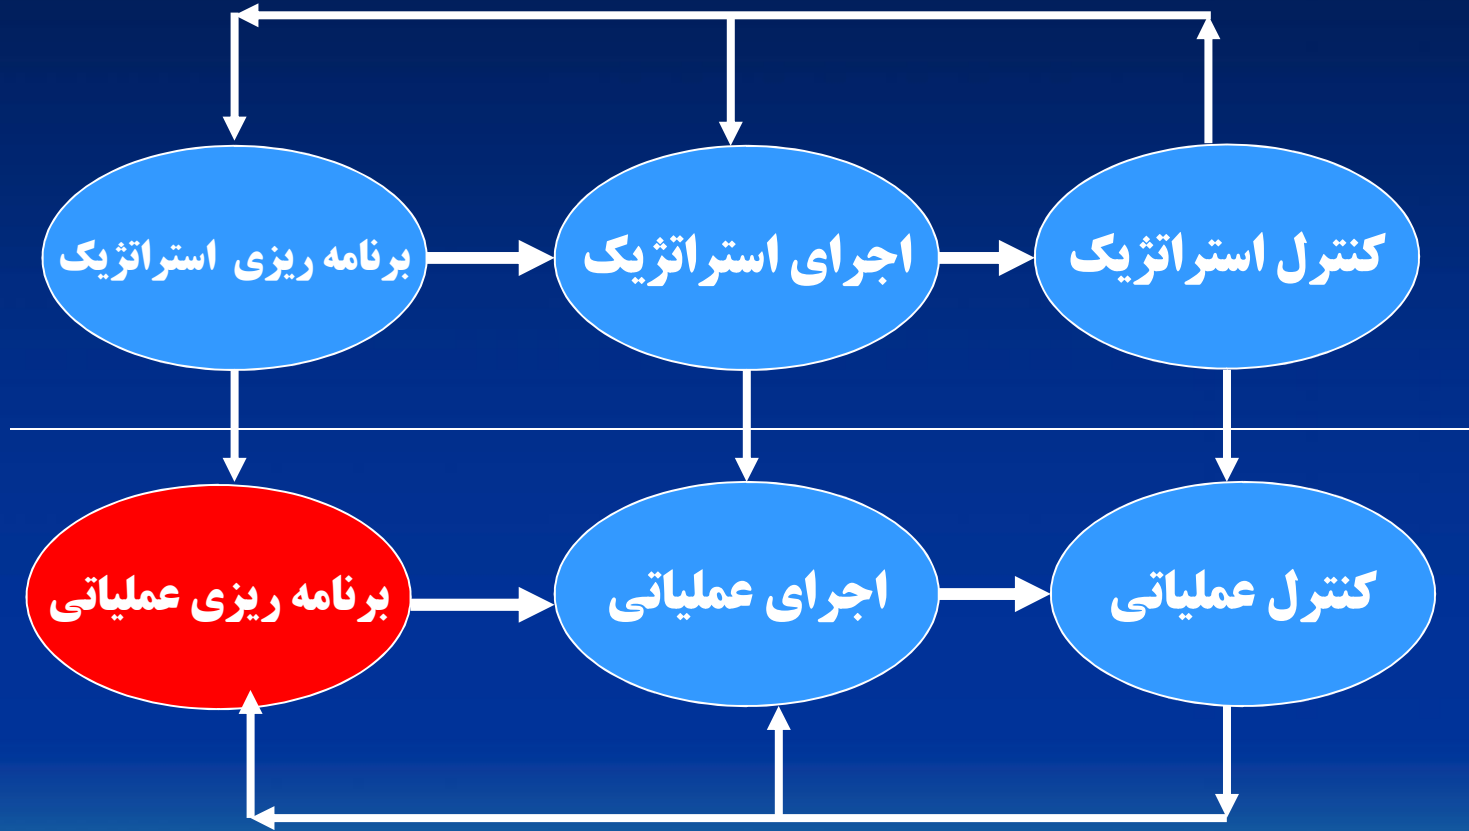 برنامه ریزی استراتژیک
اجرای استراتژیک
کنترل استراتژیک
برنامه ریزی عملیاتی
اجرای عملیاتی
کنترل عملیاتی